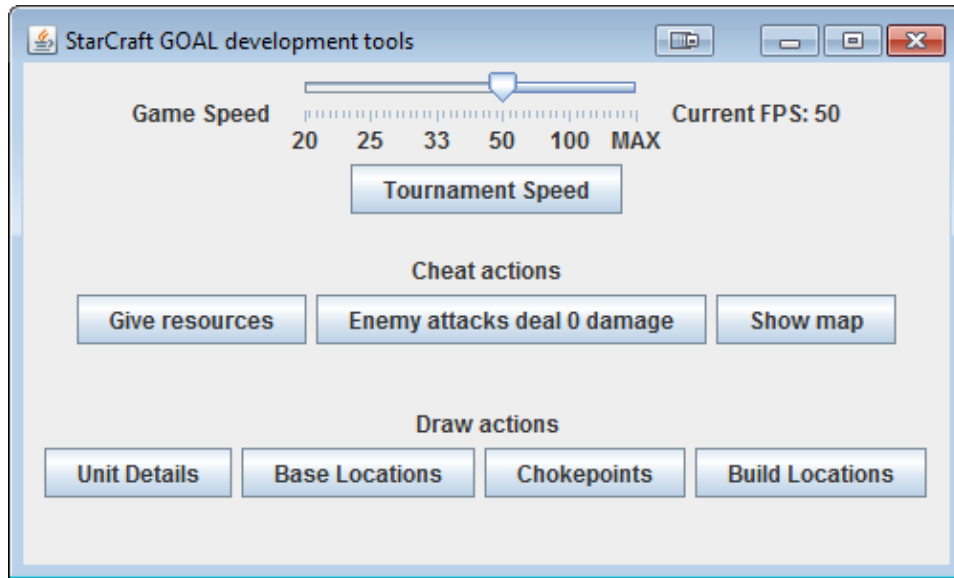 StarCraft GOAL development tools
Game Speed
Current FPS: 50
20 25 33 50 100 MAX
Tournament Speed
Cheat actions
Give resources Enemy attacks deal 0 damage Show map
Draw actions
Unit Details Base Locations Chokepoints Build Locations